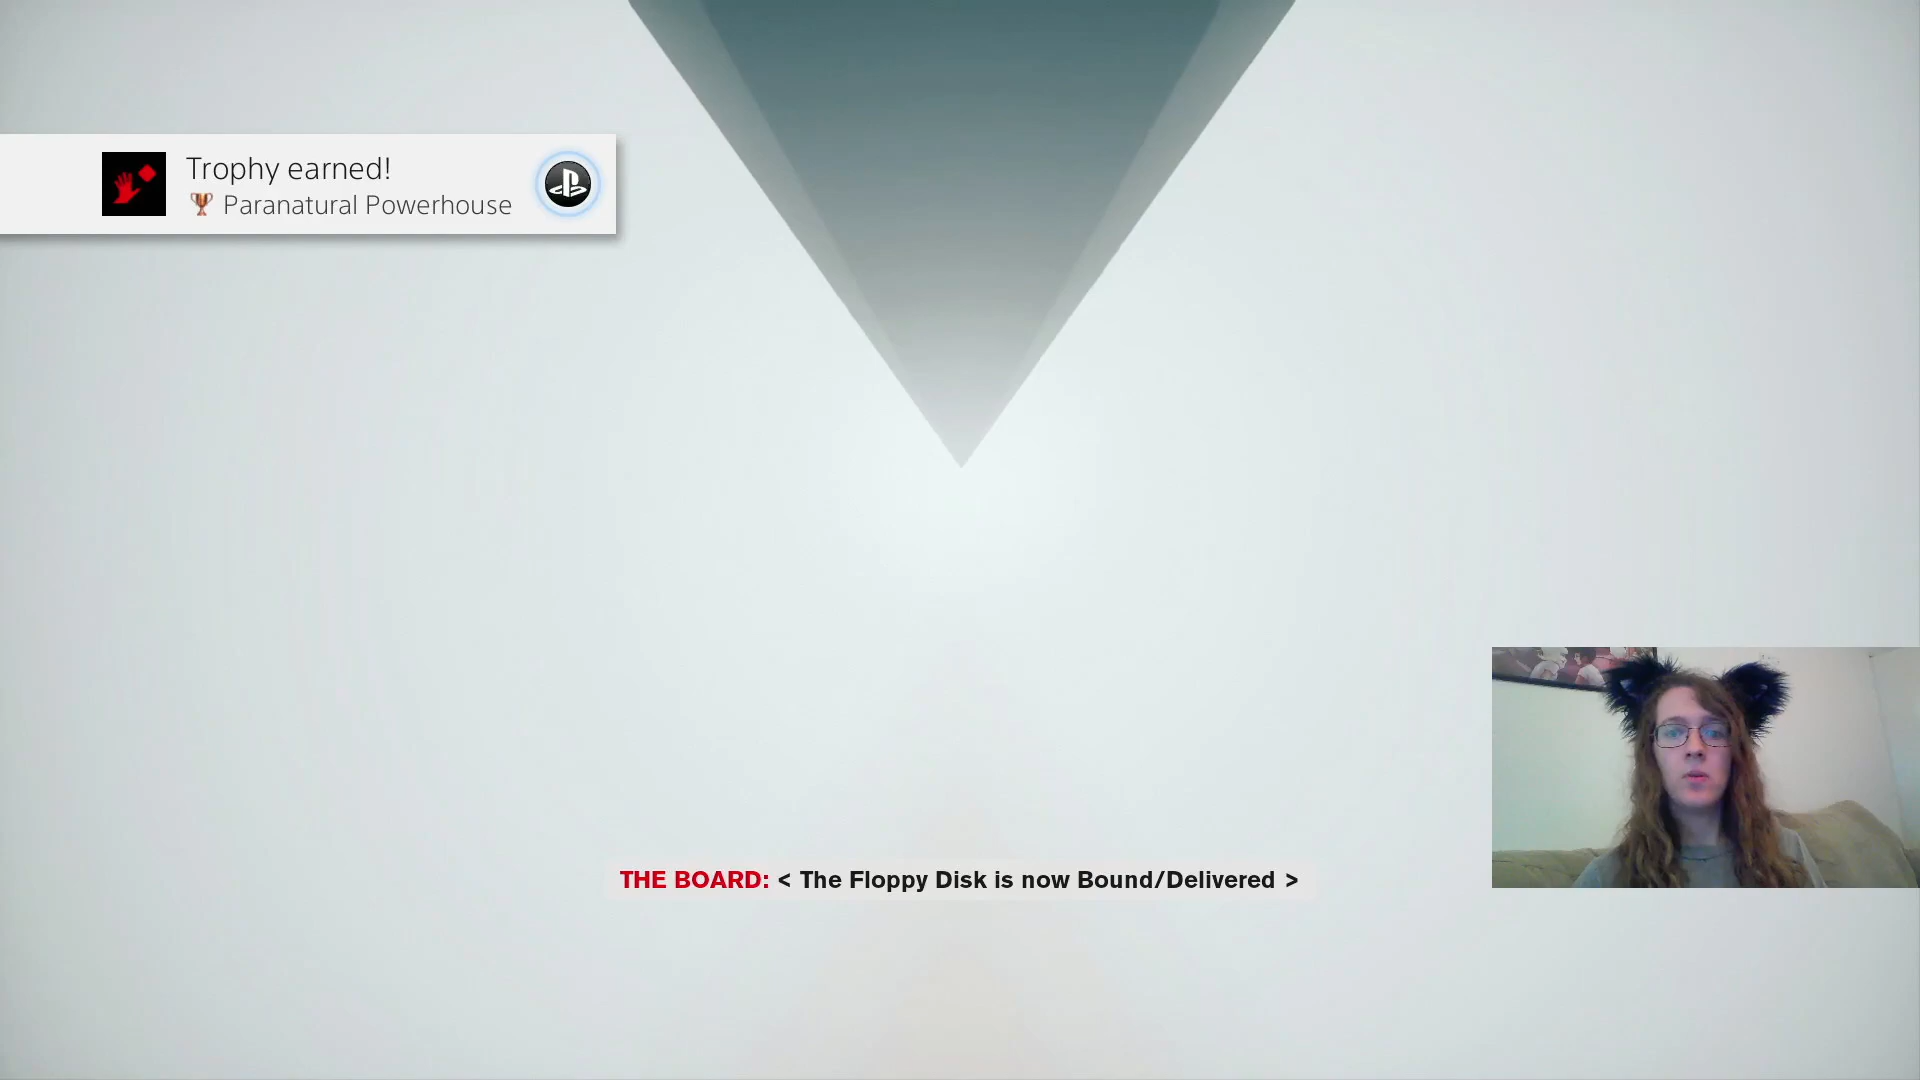 Trophy earned!
Paranatural Powerhouse
THE BOARD: < The Floppy Disk is now Bound/Delivered >